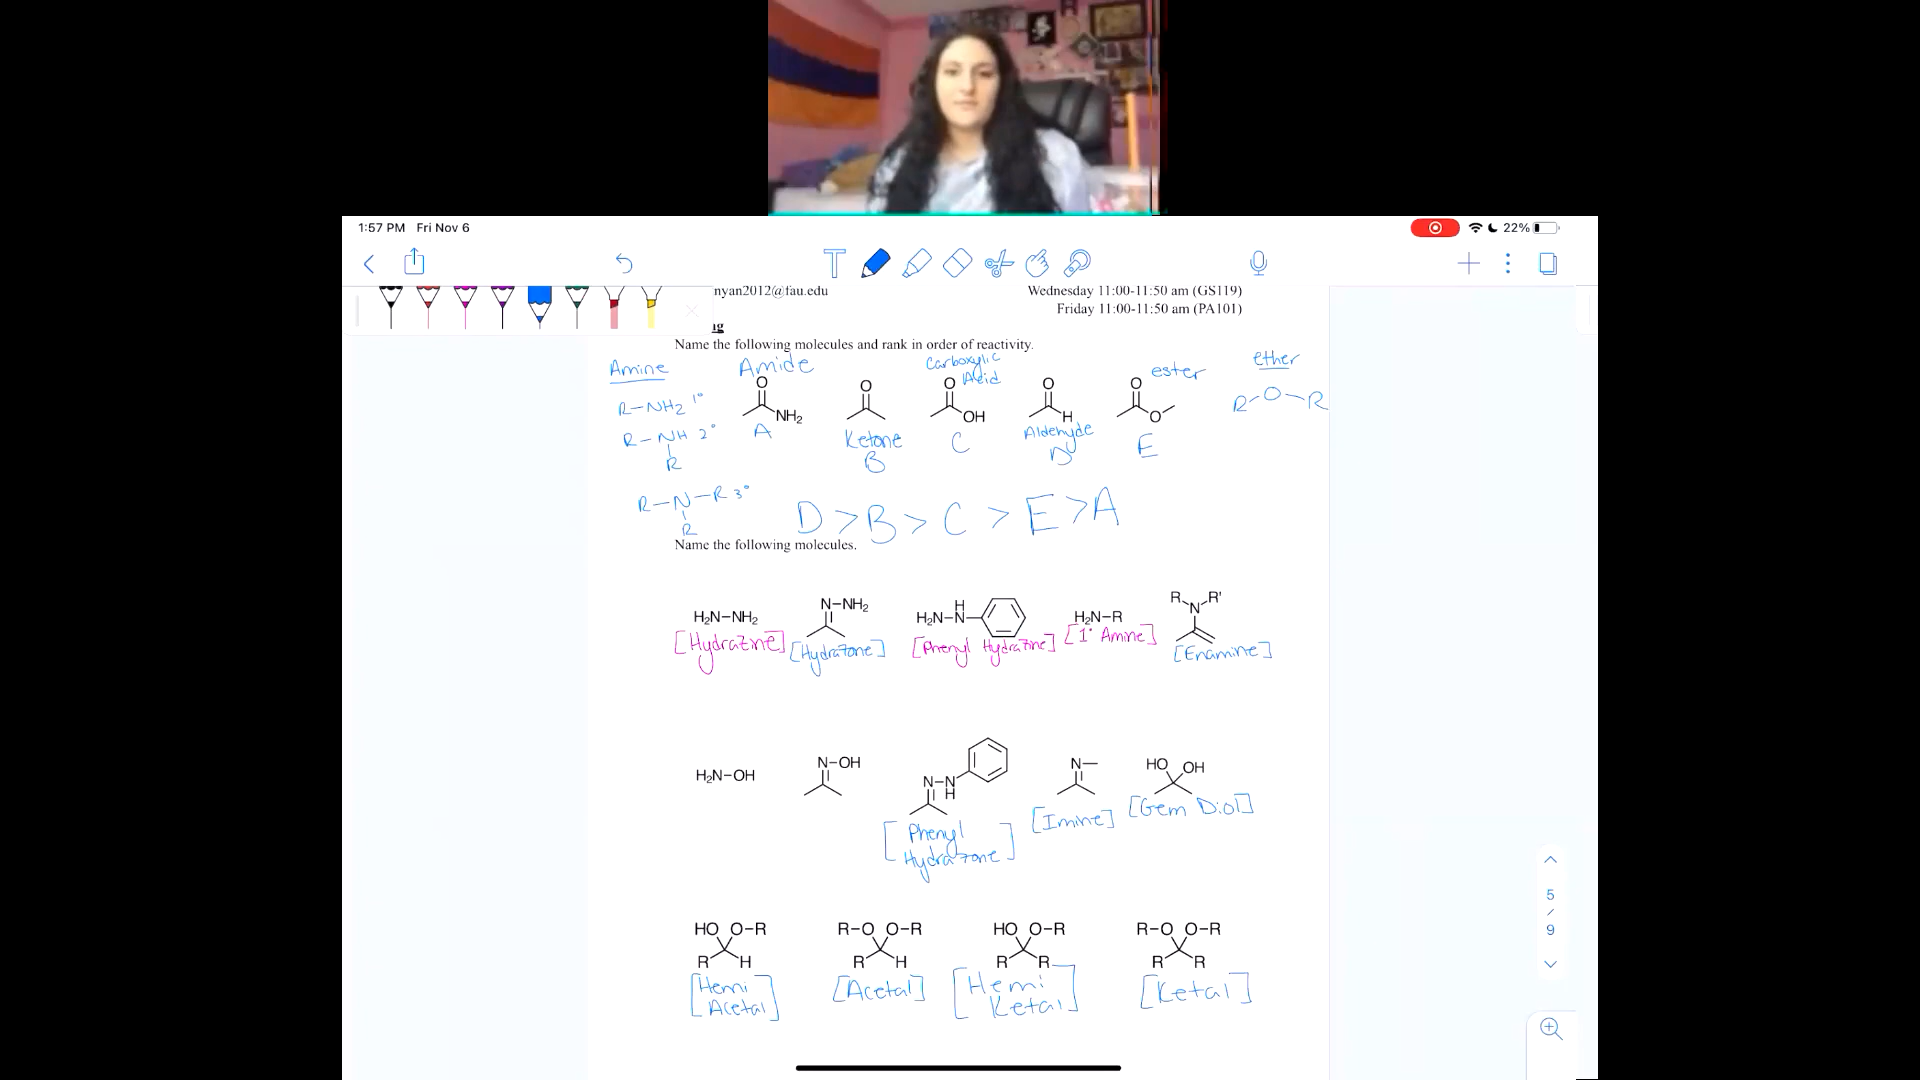 1:57 PM Fri Nov 6
22%
T
nyan2012@fau.edu
Wednesday 11:00-11:50 am (GS119)
Friday 11:00-11:50 am (PA101)
Name the following molecules and rank in order of reactivity.
Amine
Amide
Carboxylic
Acid
ester
ether
O O O O O
R-NH2 1°
NH2
OH
H
O
R-O-R
R-NH 2°
R
A
Ketone
B
C
Aldehyde
D
E
R-N-R 3°
R
D > B > C > E > A
Name the following molecules.
H2N-NH2
N-NH2
H2N-N
H
H2N-R
R R'
N
[Hydrazine]
[Hydrazone]
[Phenyl Hydrazine]
[1° Amine]
[Enamine]
H2N-OH
N-OH
N-N
H
N
HO OH
[Phenyl
Hydrazone]
[Imine]
[Gem Diol]
HO O-R
R H
R-O O-R
R H
HO O-R
R R
R-O O-R
R R
[Hemi
Acetal]
[Acetal]
[Hemi
Ketal]
[Ketal]
5
/
9